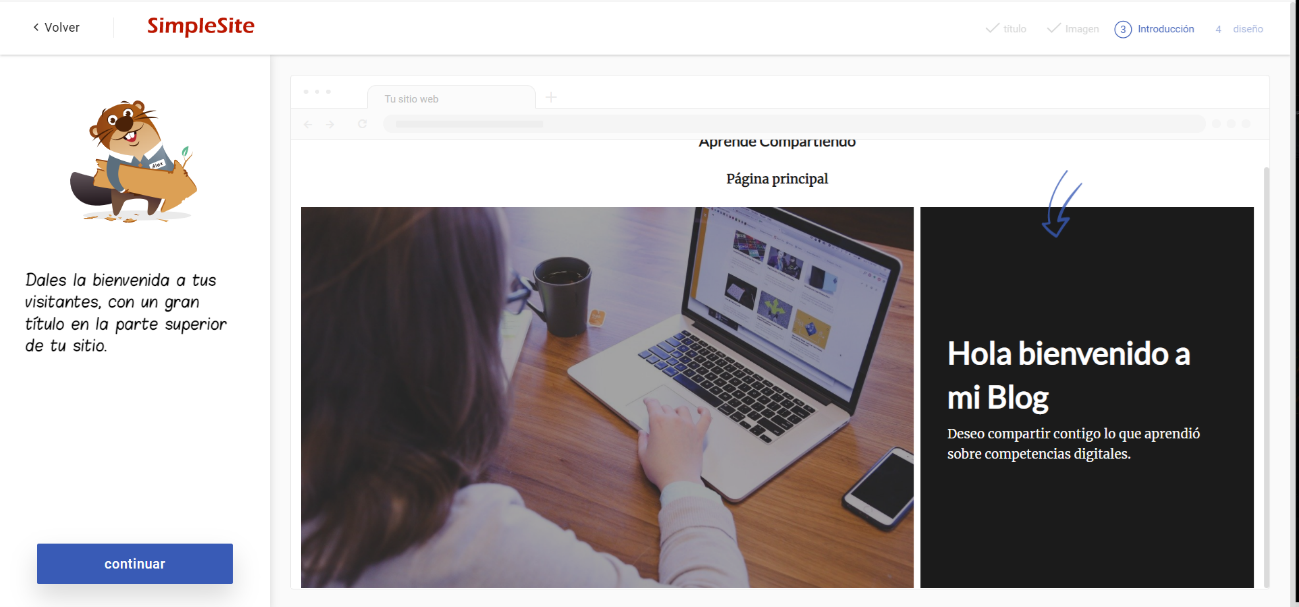 Volver
SimpleSite
título
Imagen
3 Introducción
4 diseño
Tu sitio web
Aprende Compartiendo
Página principal
Dales la bienvenida a tus
visitantes, con un gran
título en la parte superior
de tu sitio.
Hola bienvenido a
mi Blog
Deseo compartir contigo lo que aprendió
sobre competencias digitales.
continuar